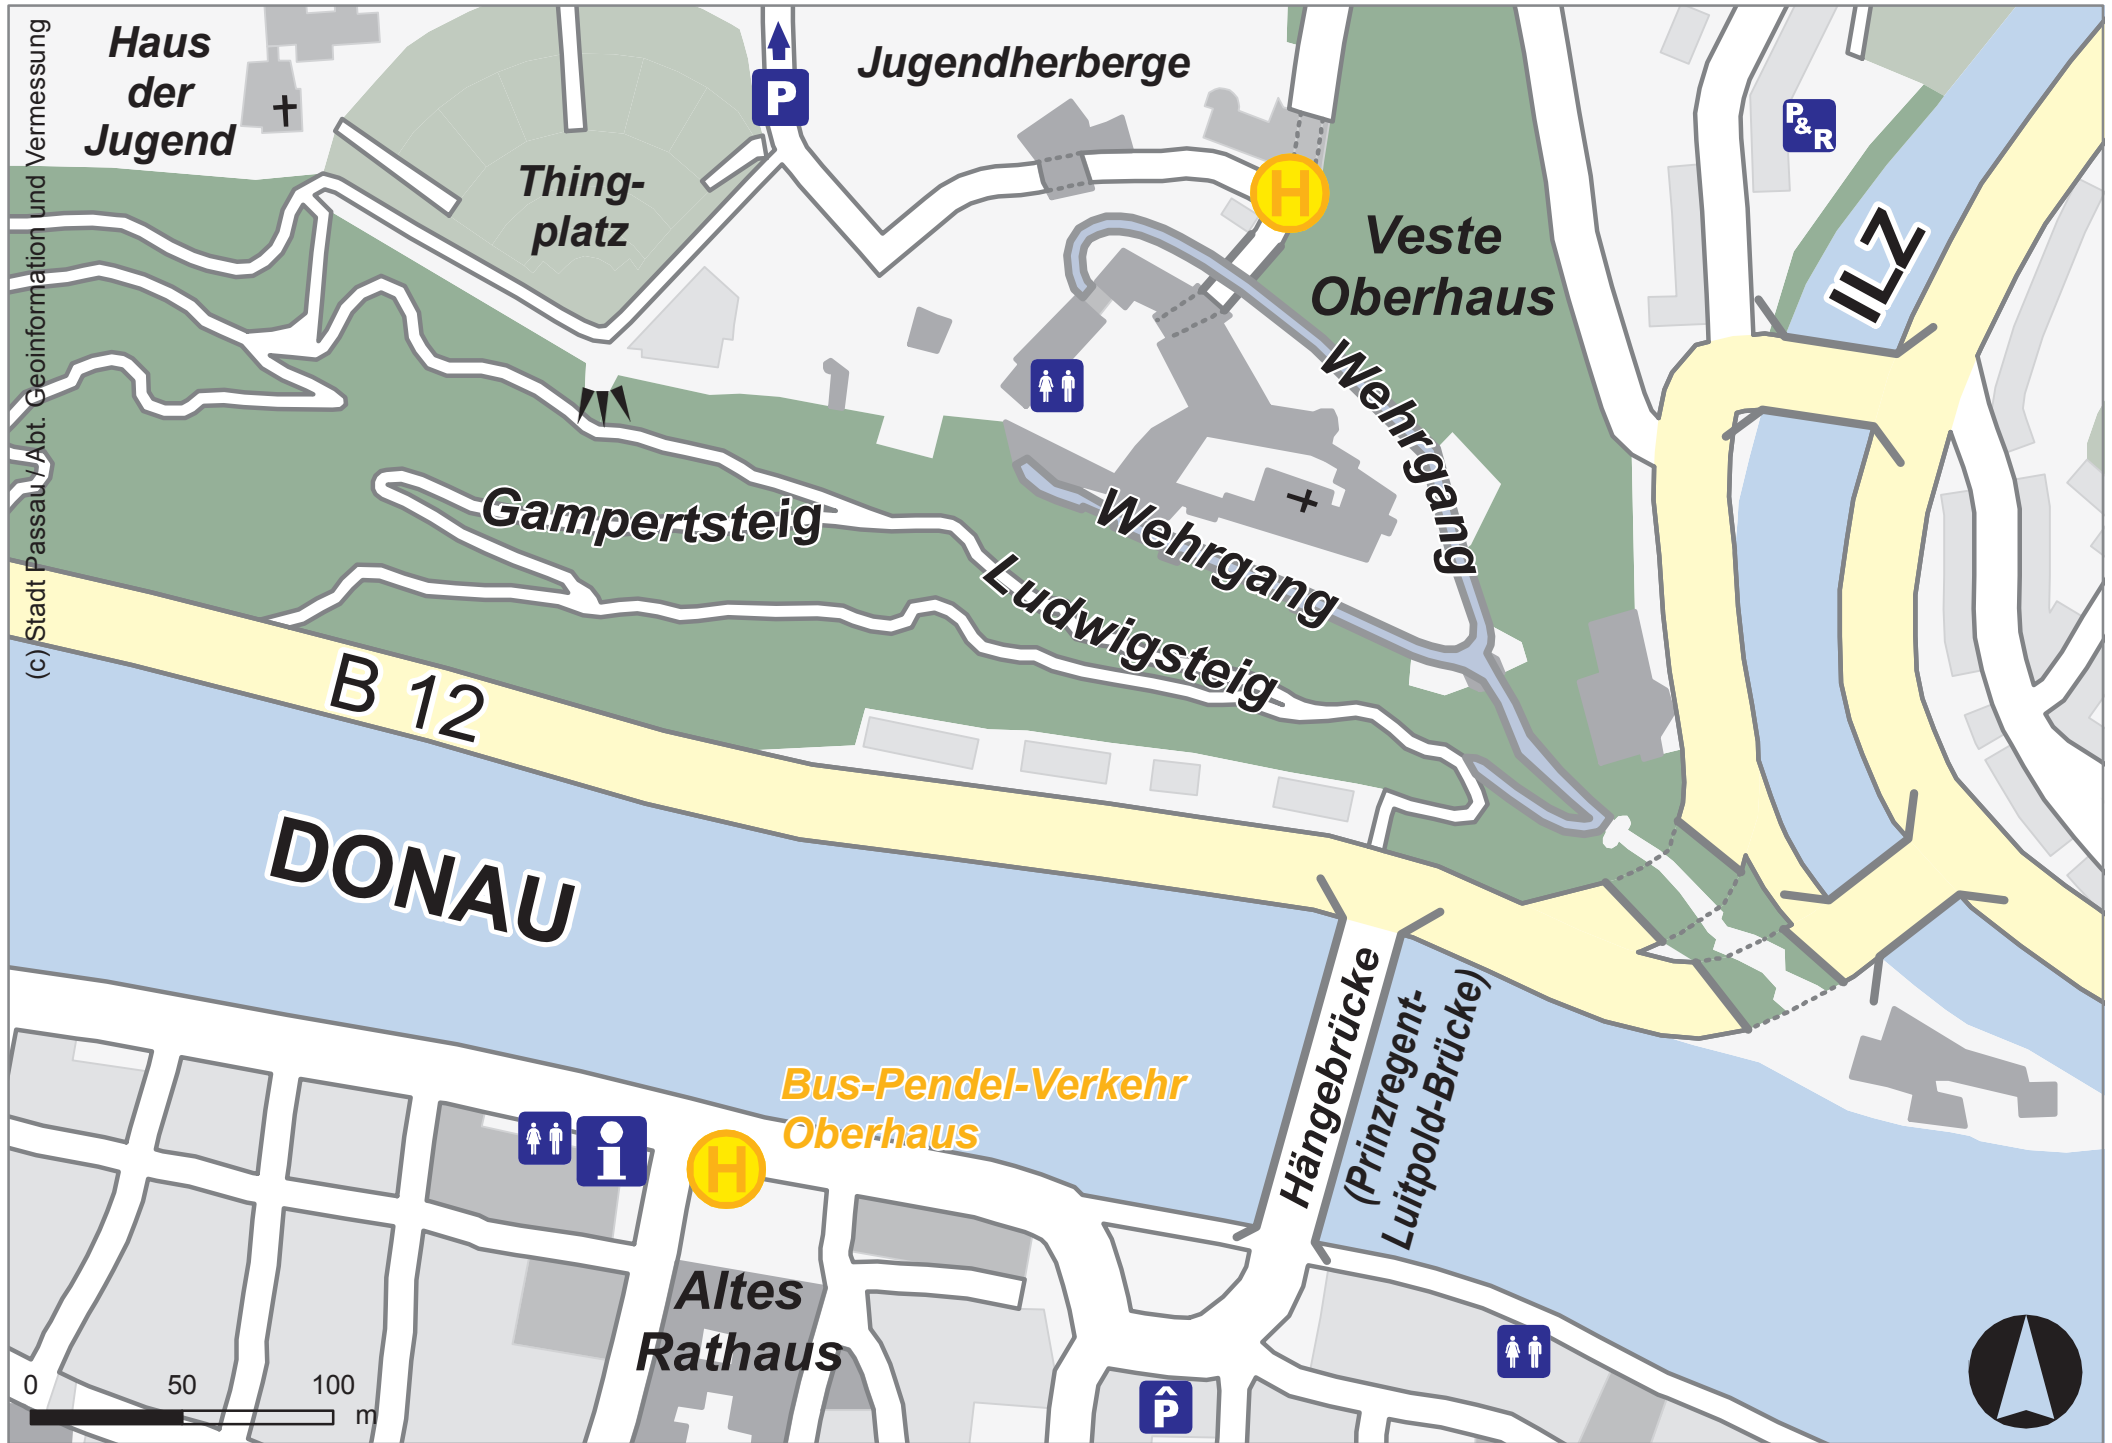 Haus
der
Jugend
P
Jugendherberge
P
&
R
Thing-
platz
H
Veste
Oberhaus
ILZ
Wehrgang
Wehrgang
Gampertsteig
Ludwigsteig
B 12
DONAU
Hängebrücke
(Prinzregent-
Luitpold-Brücke)
Bus-Pendel-Verkehr
Oberhaus
i
H
Altes
Rathaus
P
0 50 100
m
(c) Stadt Passau / Abt. Geoinformation und Vermessung